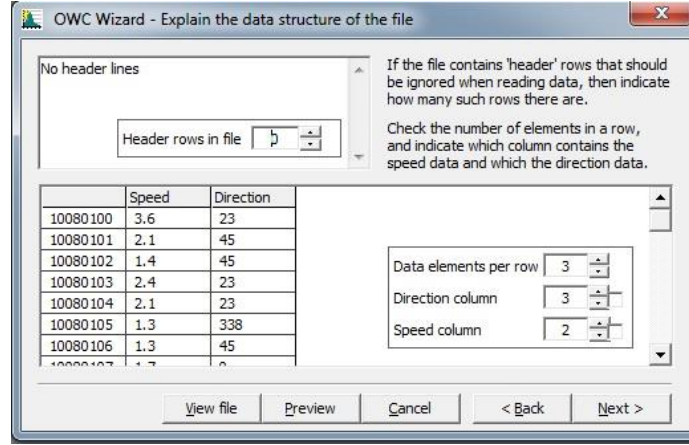 OWC Wizard - Explain the data structure of the file
No header lines
Header rows in file
If the file contains 'header' rows that should
be ignored when reading data, then indicate
how many such rows there are.
Check the number of elements in a row,
and indicate which column contains the
speed data and which the direction data.
Speed Direction
10080100 3.6 23
10080101 2.1 45
10080102 1.4 45
10080103 2.4 23
10080104 2.1 23
10080105 1.3 338
10080106 1.3 45
Data elements per row 3
Direction column 3
Speed column 2
View file Preview Cancel < Back Next >